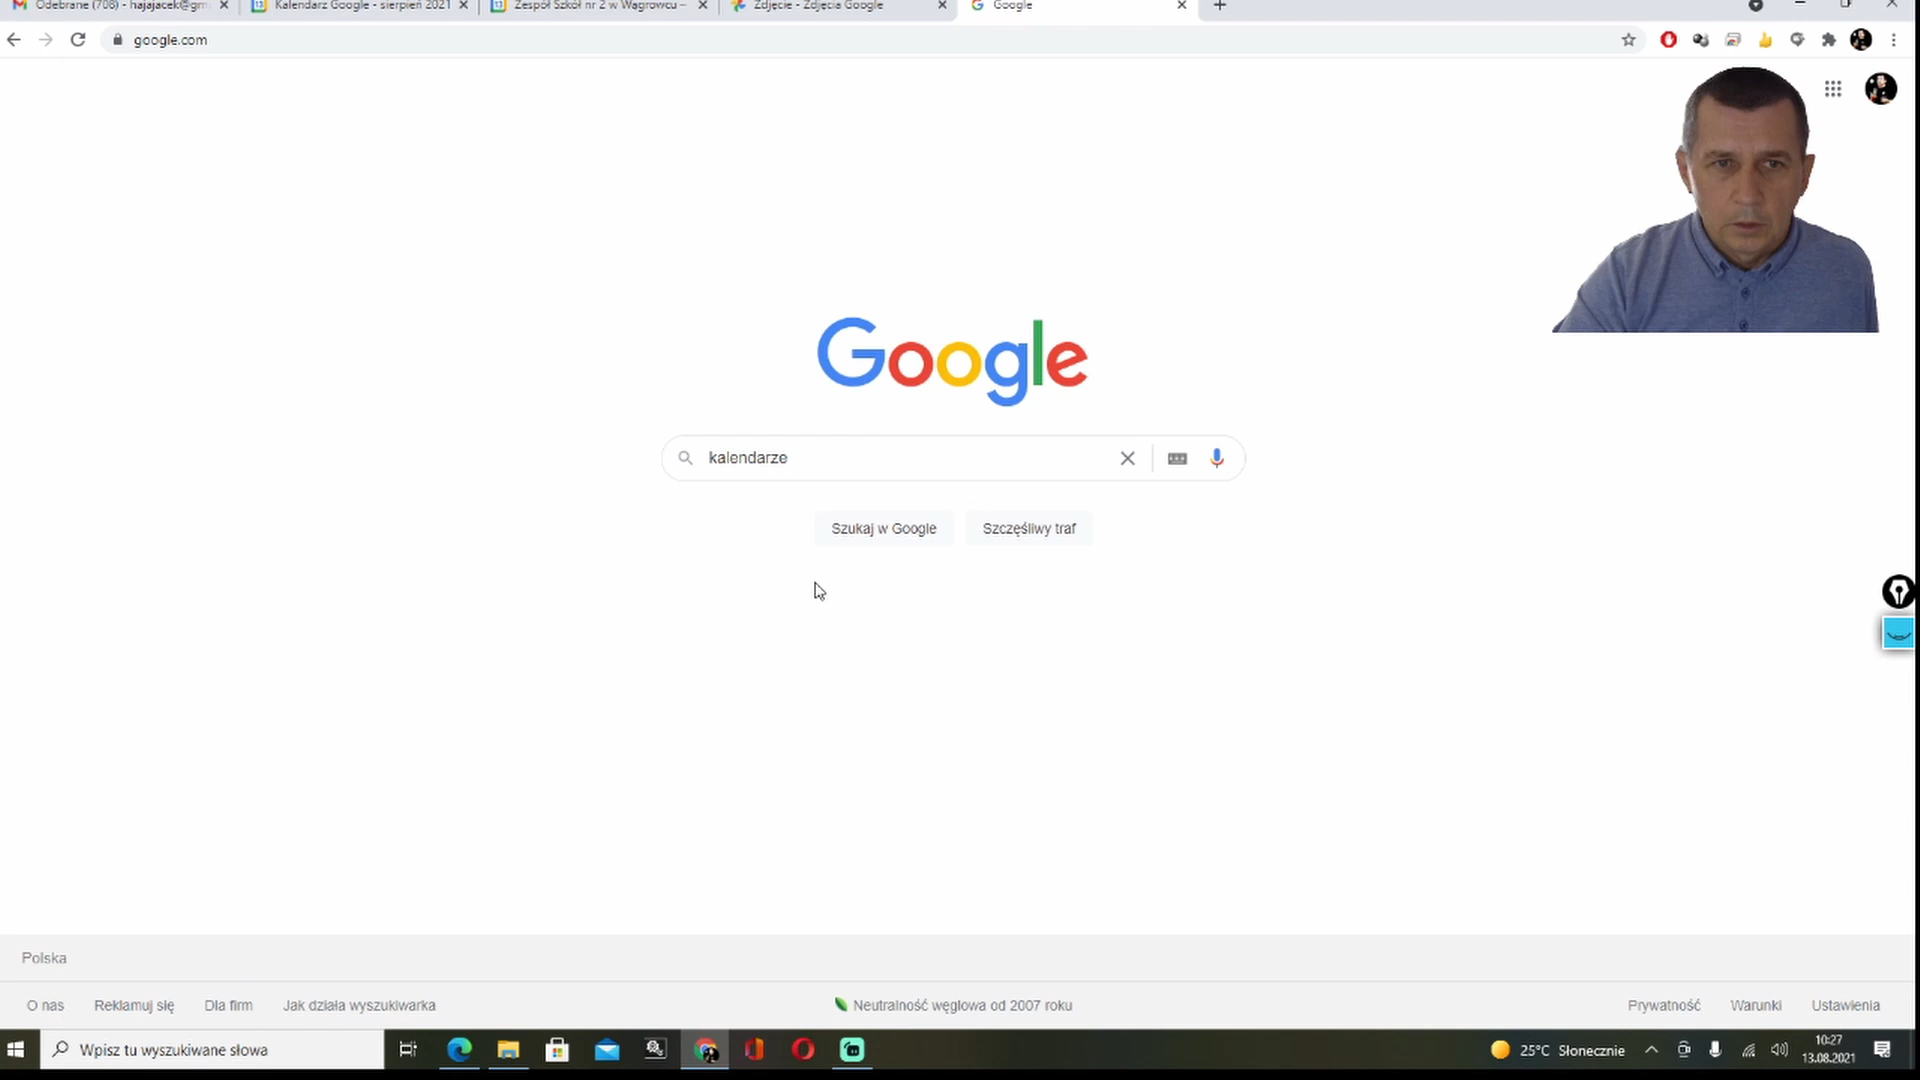 Odebrane (708) - hajajacek@gm
Kalendarz Google - sierpień 2021
Zespół Szkół nr 2 w Wągrowcu –
Zdjęcie - Zdjęcia Google
Google
google.com
Google
kalendarze
Szukaj w Google
Szczęśliwy traf
Polska
O nas
Reklamuj się
Dla firm
Jak działa wyszukiwarka
Neutralność węglowa od 2007 roku
Prywatność
Warunki
Ustawienia
Wpisz tu wyszukiwane słowa
25°C Słonecznie
10:27
13.08.2021